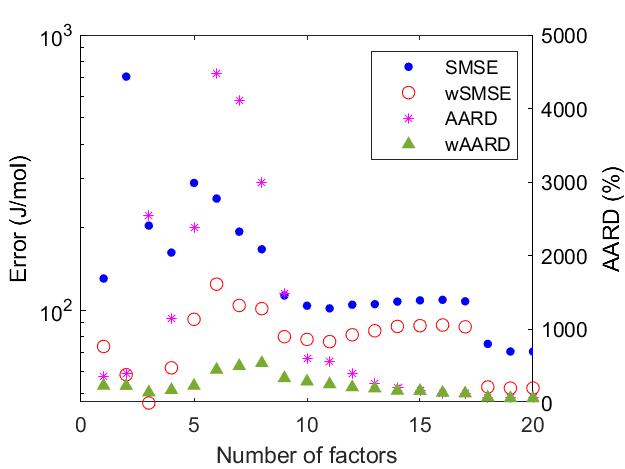 10³
10²
Error (J/mol)
SMSE
wSMSE
AARD
wAARD
5000
4000
3000
2000
1000
0
AARD (%)
0 5 10 15 20
Number of factors